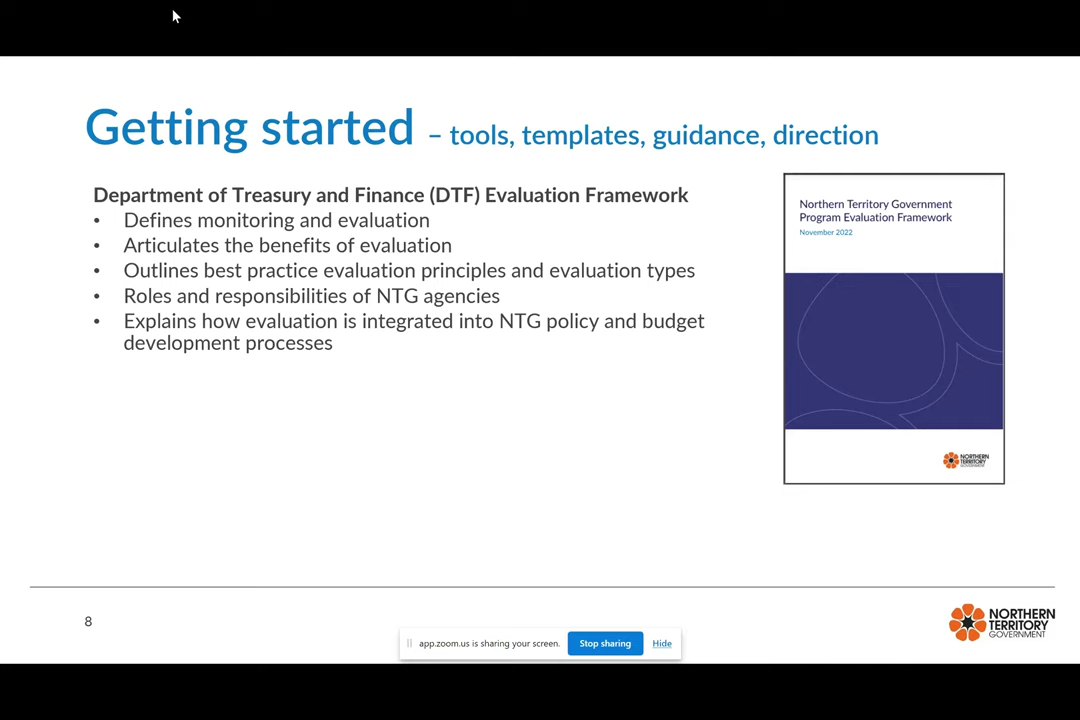 Getting started – tools, templates, guidance, direction
Department of Treasury and Finance (DTF) Evaluation Framework
• Defines monitoring and evaluation
• Articulates the benefits of evaluation
• Outlines best practice evaluation principles and evaluation types
• Roles and responsibilities of NTG agencies
• Explains how evaluation is integrated into NTG policy and budget
development processes
Northern Territory Government
Program Evaluation Framework
November 2022
NORTHERN
TERRITORY
GOVERNMENT
8
NORTHERN
TERRITORY
GOVERNMENT
app.zoom.us is sharing your screen.
Stop sharing
Hide